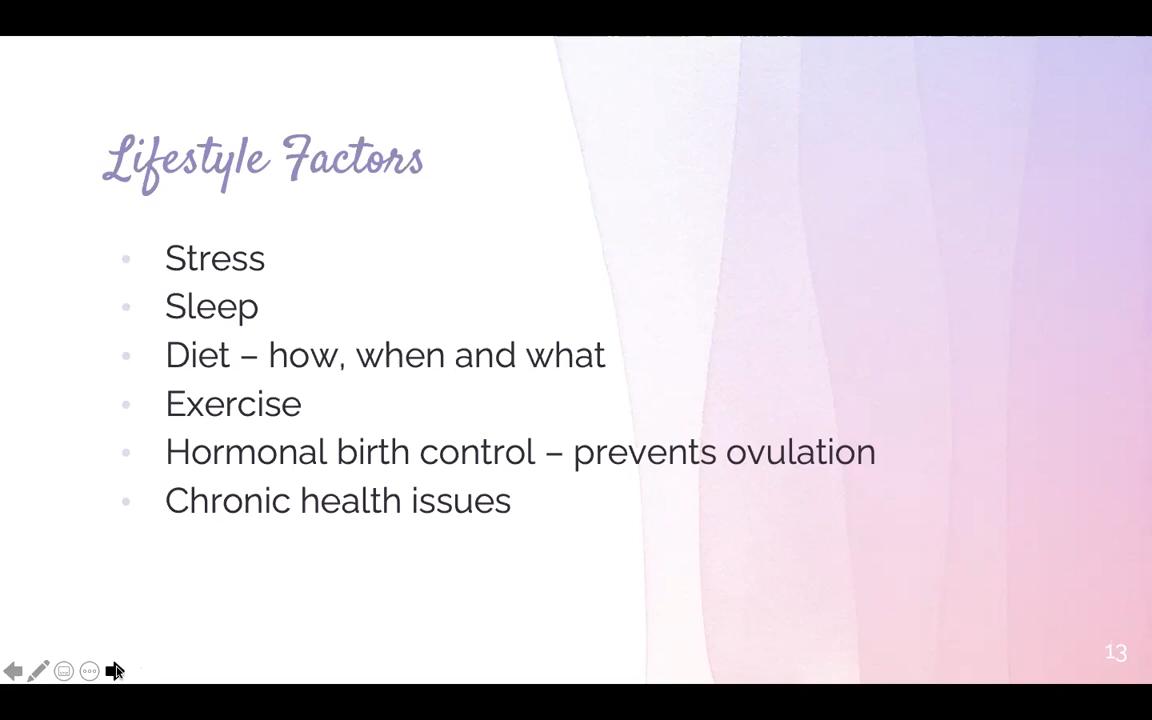 Lifestyle Factors
• Stress
• Sleep
• Diet – how, when and what
• Exercise
• Hormonal birth control – prevents ovulation
• Chronic health issues
13